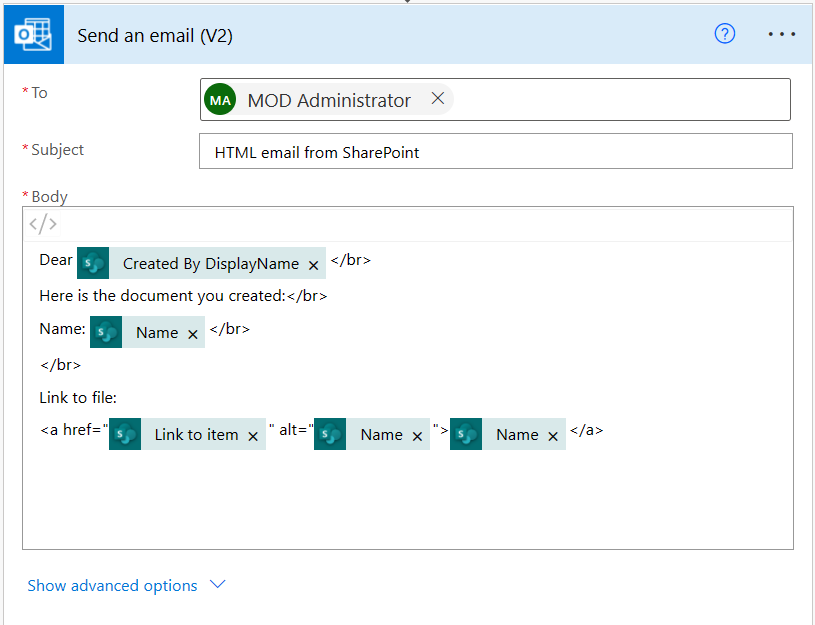 Send an email (V2) ? ...
* To MA MOD Administrator ×
* Subject HTML email from SharePoint
* Body
</>
Dear S Created By DisplayName × </br>
Here is the document you created:</br>
Name: S Name × </br>
</br>
Link to file:
<a href="S Link to item × " alt="S Name × ">S Name × </a>
Show advanced options